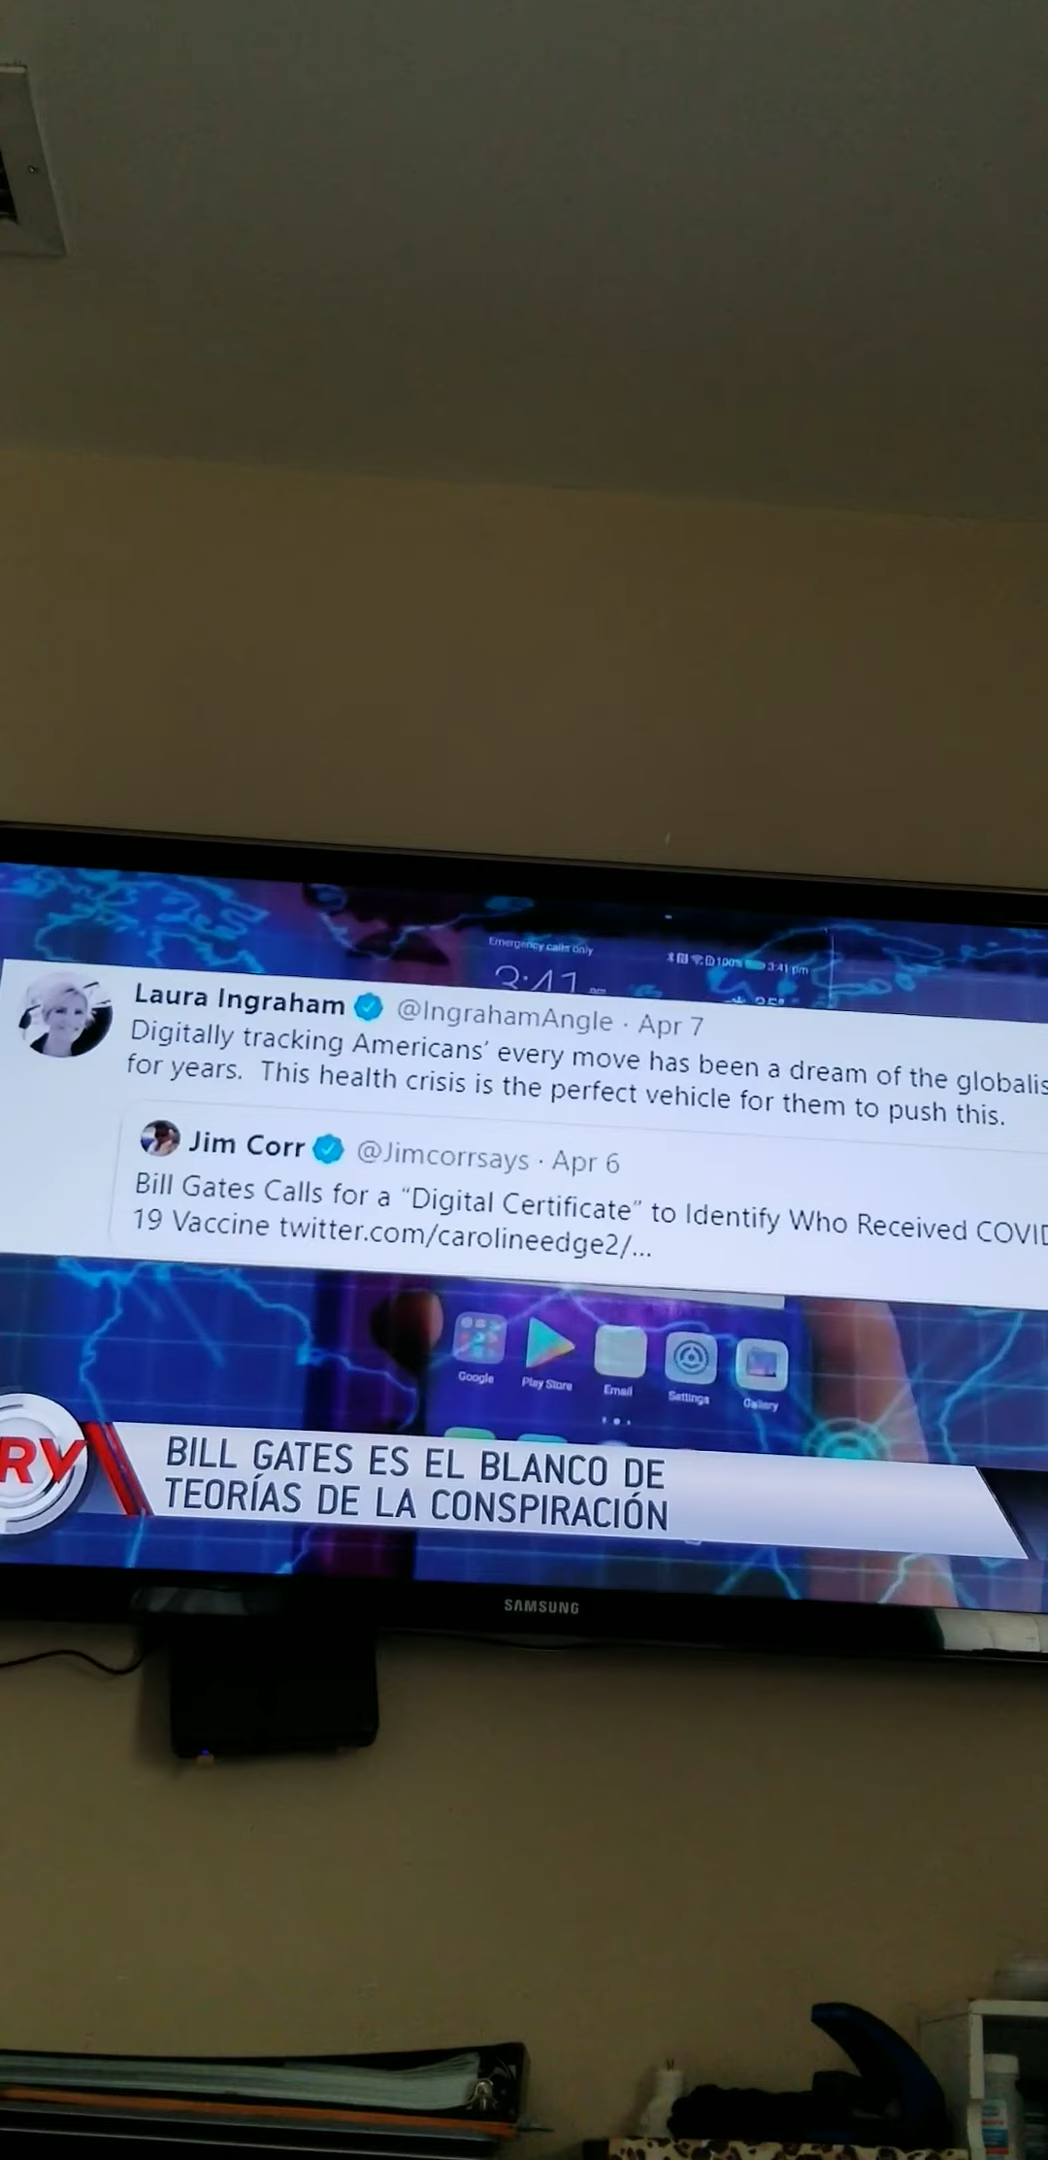 Emergency calls only
100% 3:41 pm
3:41
Laura Ingraham @IngrahamAngle · Apr 7
Digitally tracking Americans' every move has been a dream of the globalis
for years. This health crisis is the perfect vehicle for them to push this.
Jim Corr @Jimcorrsays · Apr 6
Bill Gates Calls for a “Digital Certificate” to Identify Who Received COVID
19 Vaccine twitter.com/carolineedge2/...
Google Play Store Email Settings Gallery
RV
BILL GATES ES EL BLANCO DE
TEORÍAS DE LA CONSPIRACIÓN
SAMSUNG